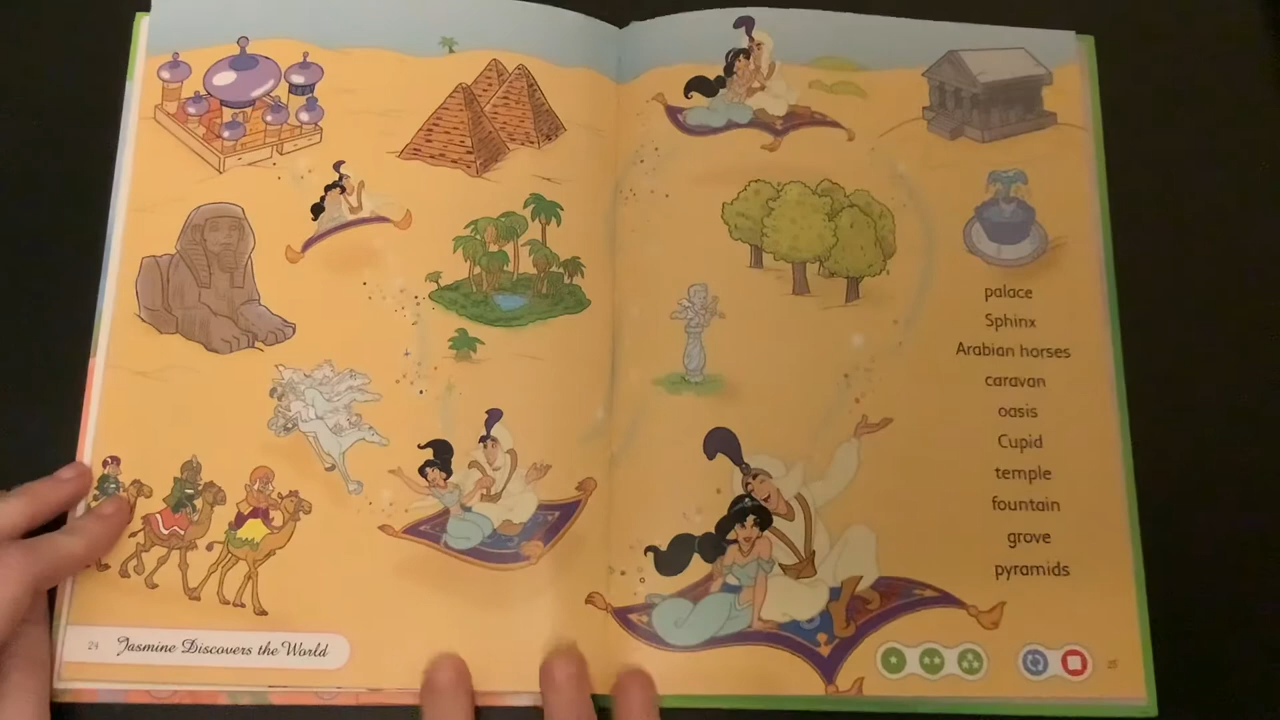 palace
Sphinx
Arabian horses
caravan
oasis
Cupid
temple
fountain
grove
pyramids
24 Jasmine Discovers the World
25